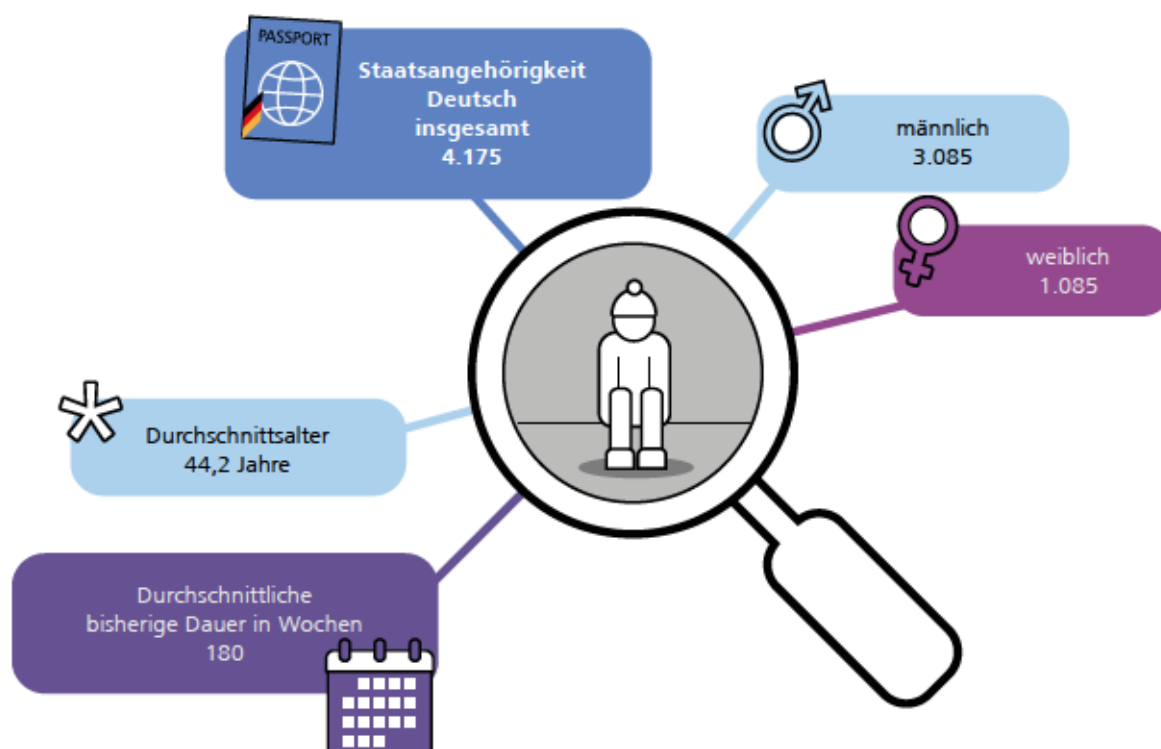 PASSPORT
Staatsangehörigkeit
Deutsch
insgesamt
4.175
männlich
3.085
weiblich
1.085
Durchschnittsalter
44,2 Jahre
Durchschnittliche
bisherige Dauer in Wochen
180